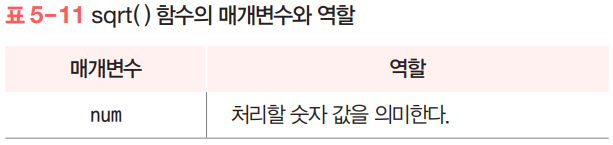 표 5-11 sqrt( ) 함수의 매개변수와 역할
매개변수 역할
num 처리할 숫자 값을 의미한다.